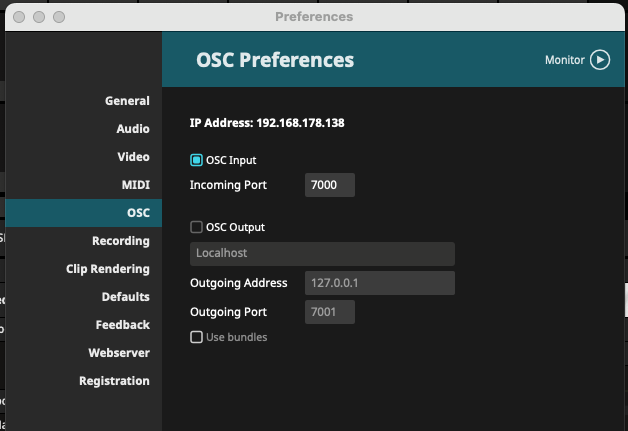 Preferences
OSC Preferences
Monitor
General
Audio
Video
MIDI
OSC
Recording
Clip Rendering
Defaults
Feedback
Webserver
Registration
IP Address: 192.168.178.138
OSC Input
Incoming Port 7000
OSC Output
Localhost
Outgoing Address 127.0.0.1
Outgoing Port 7001
Use bundles